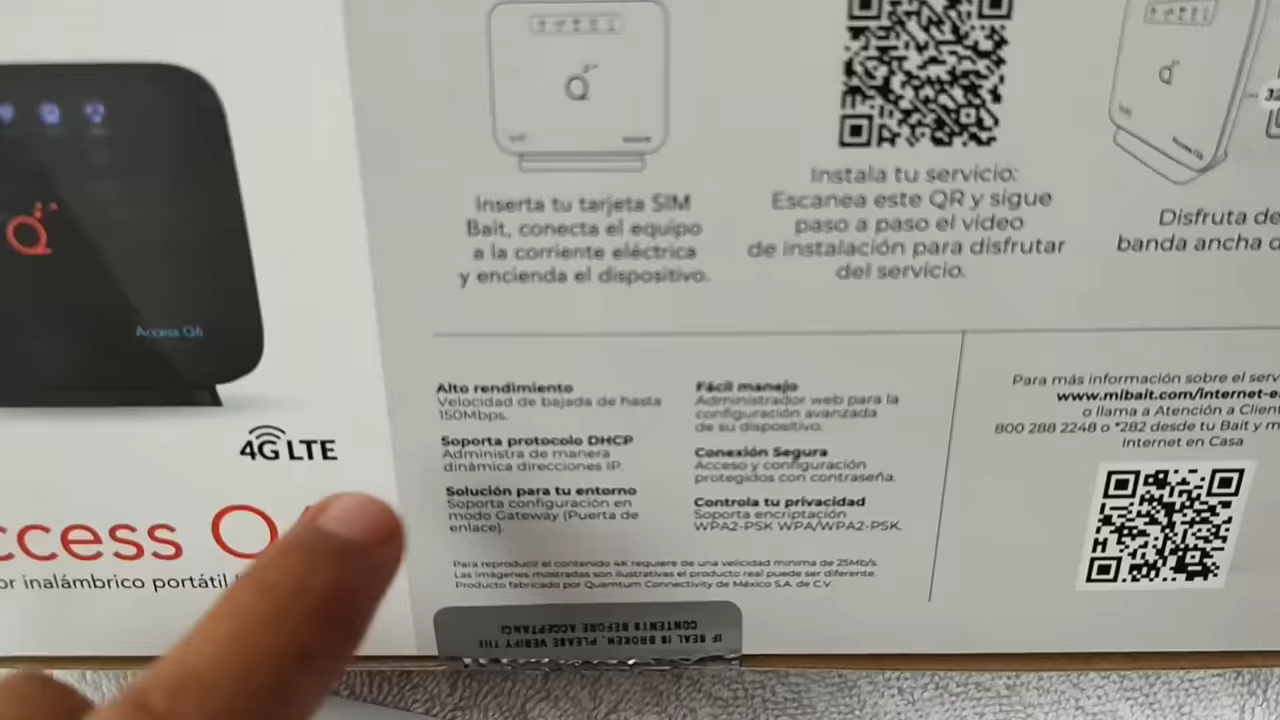 Access Q6
4G LTE
ccess Q
or inalámbrico portátil
Inserta tu tarjeta SIM
Bait, conecta el equipo
a la corriente eléctrica
y encienda el dispositivo.
Instala tu servicio:
Escanea este QR y sigue
paso a paso el video
de instalación para disfrutar
del servicio.
Disfruta de
banda ancha d
32
Alto rendimiento
Velocidad de bajada de hasta
150Mbps.
Soporta protocolo DHCP
Administra de manera
dinámica direcciones IP.
Solución para tu entorno
Soporta configuración en
modo Gateway (Puerta de
enlace).
Fácil manejo
Administrador web para la
configuración avanzada
de su dispositivo.
Conexión Segura
Acceso y configuración
protegidos con contraseña.
Controla tu privacidad
Soporta encriptación
WPA2-PSK WPA/WPA2-PSK.
Para reproducir el contenido 4K requiere de una velicidad minima de 25Mb/s.
Las imágenes mostradas son ilustrativas el producto real puede ser diferente.
Producto fabricado por Quamtum Connectivity de México S.A. de C.V.
Para más información sobre el serv
www.mibait.com/internet-e
o llama a Atención a Client
800 288 2248 o *282 desde tu Bait y m
Internet en Casa
IF SEAL IS BROKEN, PLEASE VERIFY THE
CONTENTS BEFORE ACCEPTANCE